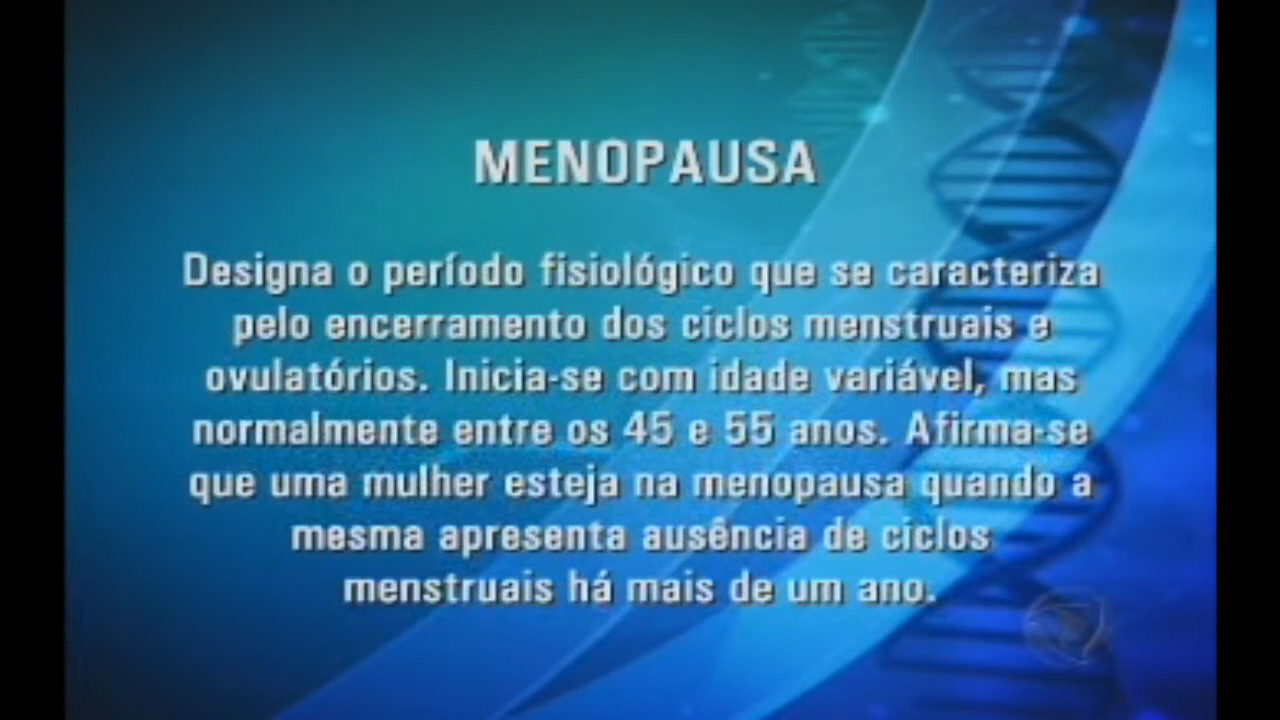 MENOPAUSA
Designa o período fisiológico que se caracteriza
pelo encerramento dos ciclos menstruais e
ovulatórios. Inicia-se com idade variável, mas
normalmente entre os 45 e 55 anos. Afirma-se
que uma mulher esteja na menopausa quando a
mesma apresenta ausência de ciclos
menstruais há mais de um ano.